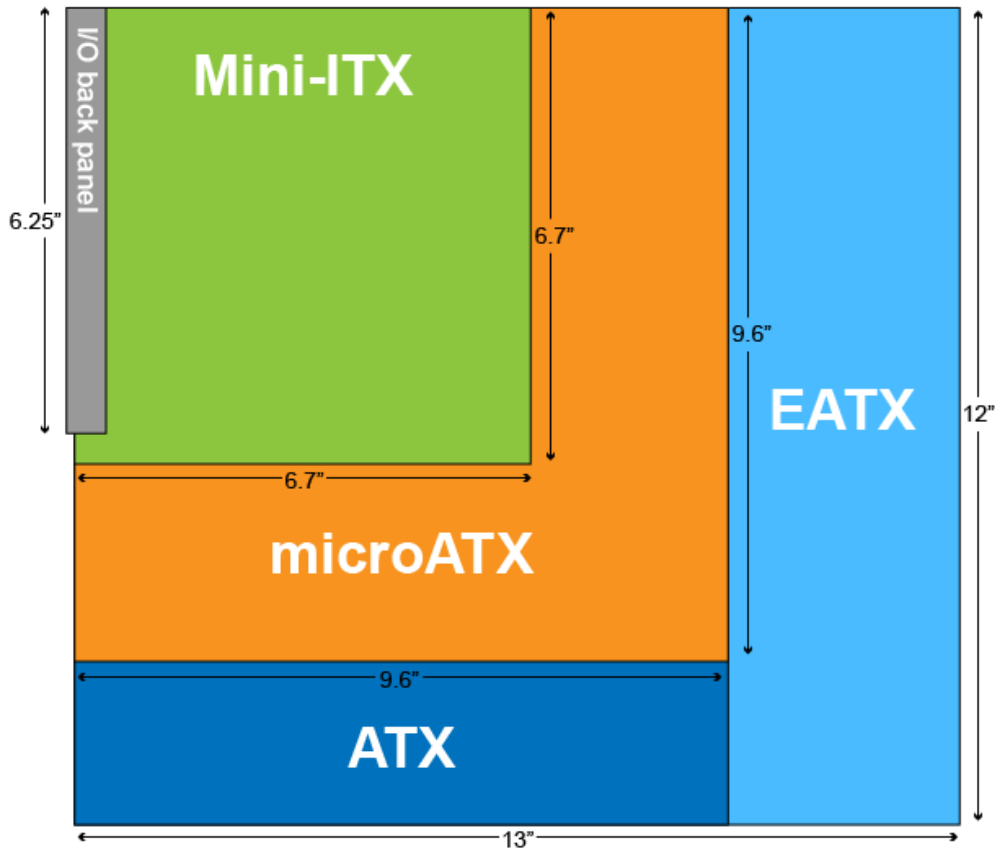 I/O back panel
Mini-ITX
6.25”
6.7”
9.6”
EATX
12”
6.7”
microATX
9.6”
ATX
13”